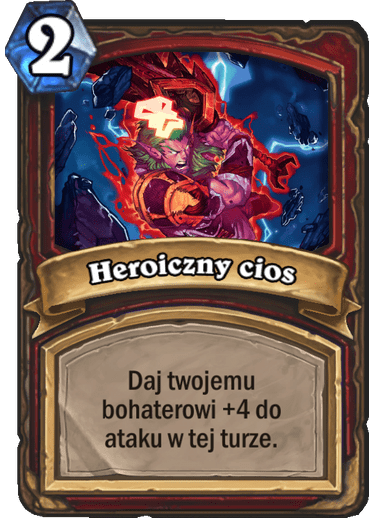 2
Heroiczny cios
Daj twojemu
bohaterowi +4 do
ataku w tej turze.